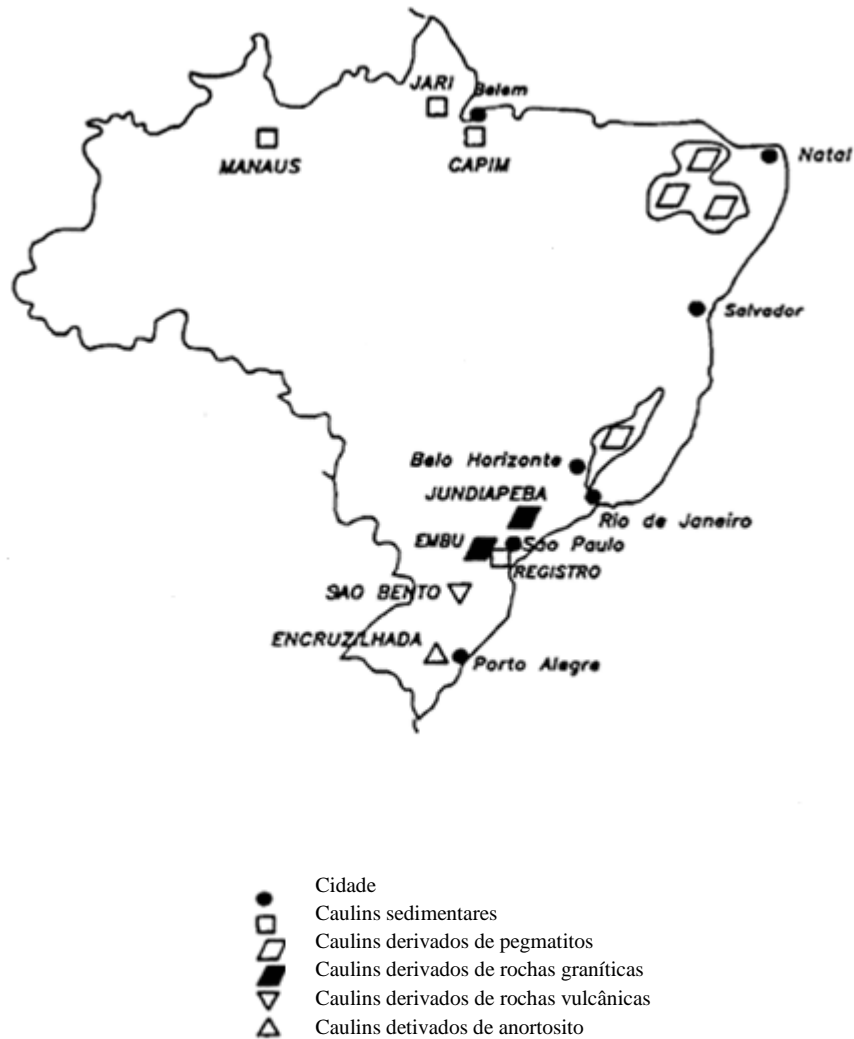 JARI
Belem
MANAUS
CAPIM
Natal
Salvador
Belo Horizonte
JUNDIAPEBA
Rio de Janeiro
EMBU
São Paulo
REGISTRO
SAO BENTO
ENCRUZILHADA
Porto Alegre
Cidade
Caulins sedimentares
Caulins derivados de pegmatitos
Caulins derivados de rochas graníticas
Caulins derivados de rochas vulcânicas
Caulins detivados de anortosito